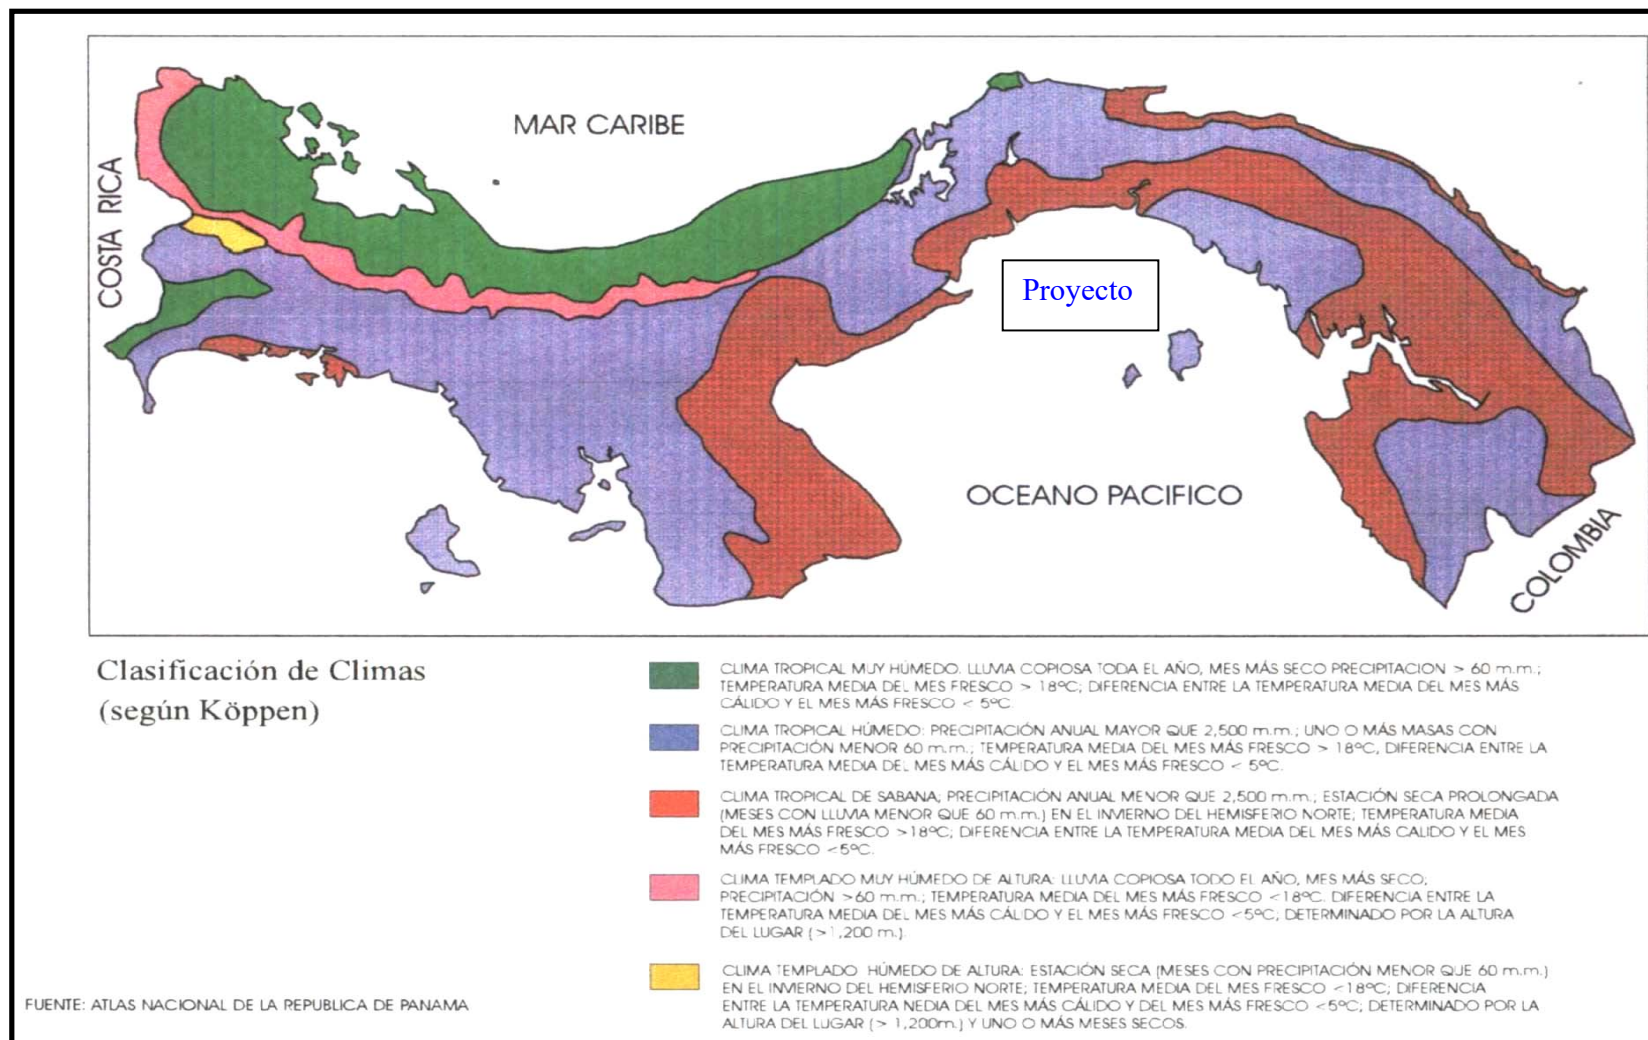 MAR CARIBE
COSTA RICA
Proyecto
OCEANO PACIFICO
COLOMBIA
Clasificación de Climas
(según Köppen)
CLIMA TROPICAL MUY HÚMEDO. LLUVIA COPIOSA TODA EL AÑO, MES MÁS SECO PRECIPITACION > 60 m.m.;
TEMPERATURA MEDIA DEL MES FRESCO > 18ºC; DIFERENCIA ENTRE LA TEMPERATURA MEDIA DEL MES MÁS
CÁLIDO Y EL MES MÁS FRESCO < 5ºC.
CLIMA TROPICAL HÚMEDO: PRECIPITACIÓN ANUAL MAYOR QUE 2,500 m.m.; UNO O MÁS MASAS CON
PRECIPITACIÓN MENOR 60 m.m.; TEMPERATURA MEDIA DEL MES MÁS FRESCO > 18ºC, DIFERENCIA ENTRE LA
TEMPERATURA MEDIA DEL MES MÁS CÁLIDO Y EL MES MÁS FRESCO < 5ºC.
CLIMA TROPICAL DE SABANA; PRECIPITACIÓN ANUAL MENOR QUE 2,500 m.m.; ESTACIÓN SECA PROLONGADA
(MESES CON LLUVIA MENOR QUE 60 m.m.) EN EL INVIERNO DEL HEMISFERIO NORTE; TEMPERATURA MEDIA
DEL MES MÁS FRESCO >18ºC; DIFERENCIA ENTRE LA TEMPERATURA MEDIA DEL MES MÁS CALIDO Y EL MES
MÁS FRESCO <5ºC.
CLIMA TEMPLADO MUY HÚMEDO DE ALTURA: LLUVIA COPIOSA TODO EL AÑO, MES MÁS SECO;
PRECIPITACIÓN >60 m.m.; TEMPERATURA MEDIA DEL MES MÁS FRESCO <18ºC. DIFERENCIA ENTRE LA
TEMPERATURA MEDIA DEL MES MÁS CÁLIDO Y EL MES MÁS FRESCO <5ºC; DETERMINADO POR LA ALTURA
DEL LUGAR (>1,200 m.).
CLIMA TEMPLADO HÚMEDO DE ALTURA: ESTACIÓN SECA (MESES CON PRECIPITACIÓN MENOR QUE 60 m.m.)
EN EL INVIERNO DEL HEMISFERIO NORTE; TEMPERATURA MEDIA DEL MES FRESCO <18ºC; DIFERENCIA
ENTRE LA TEMPERATURA NEDIA DEL MES MÁS CÁLIDO Y DEL MES MÁS FRESCO <5ºC; DETERMINADO POR LA
ALTURA DEL LUGAR (> 1,200m.) Y UNO O MÁS MESES SECOS.
FUENTE: ATLAS NACIONAL DE LA REPUBLICA DE PANAMA